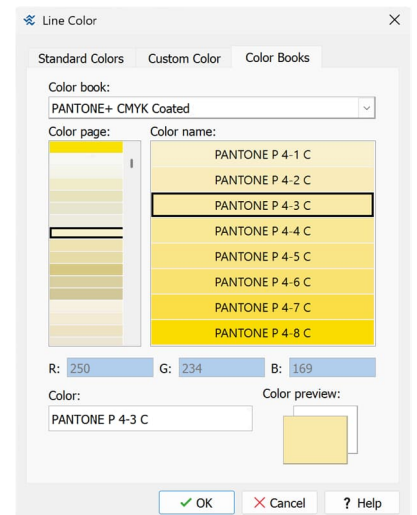 Line Color
Standard Colors Custom Color Color Books
Color book:
PANTONE+ CMYK Coated
Color page: Color name:
PANTONE P 4-1 C
PANTONE P 4-2 C
PANTONE P 4-3 C
PANTONE P 4-4 C
PANTONE P 4-5 C
PANTONE P 4-6 C
PANTONE P 4-7 C
PANTONE P 4-8 C
R: 250 G: 234 B: 169
Color: Color preview:
PANTONE P 4-3 C
OK Cancel ? Help